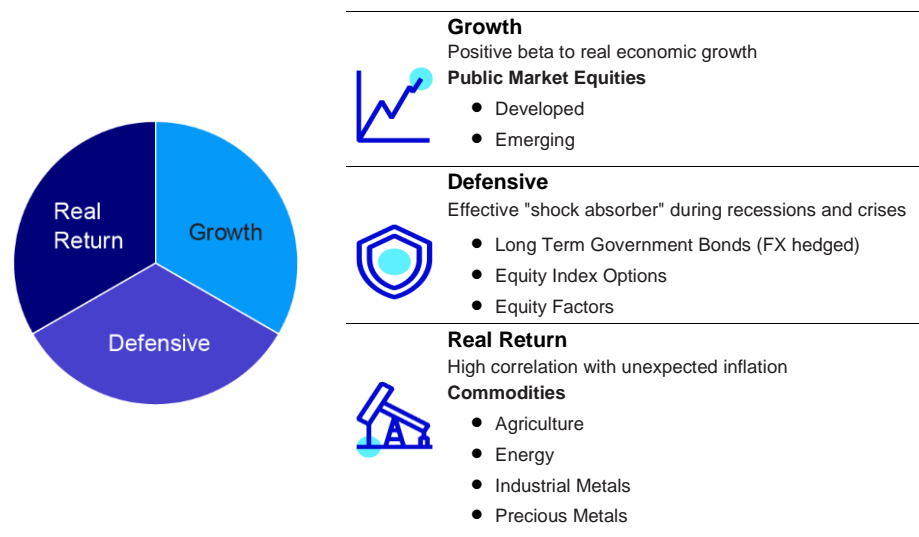 Real
Return
Growth
Defensive
Growth
Positive beta to real economic growth
Public Market Equities
● Developed
● Emerging
Defensive
Effective "shock absorber" during recessions and crises
● Long Term Government Bonds (FX hedged)
● Equity Index Options
● Equity Factors
Real Return
High correlation with unexpected inflation
Commodities
● Agriculture
● Energy
● Industrial Metals
● Precious Metals